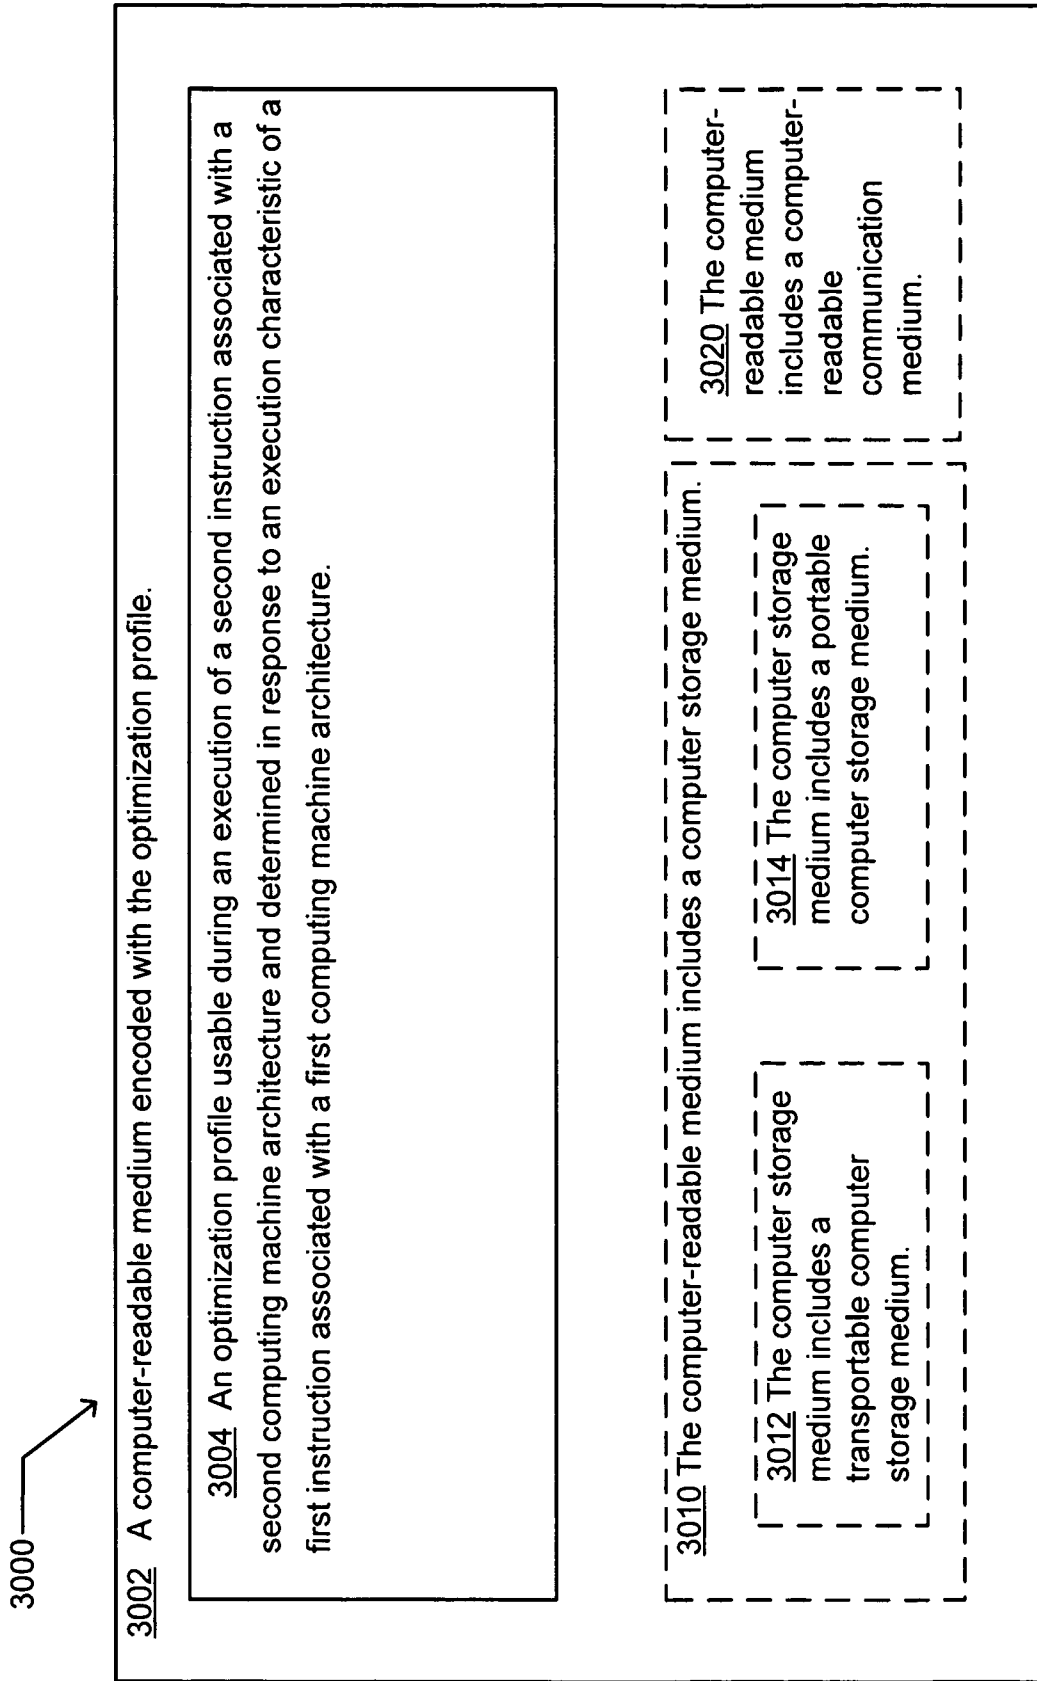 3000
3002 A computer-readable medium encoded with the optimization profile.
3004 An optimization profile usable during an execution of a second instruction associated with a
second computing machine architecture and determined in response to an execution characteristic of a
first instruction associated with a first computing machine architecture.
3010 The computer-readable medium includes a computer storage medium.
3012 The computer storage
medium includes a
transportable computer
storage medium.
3014 The computer storage
medium includes a portable
computer storage medium.
3020 The computer-
readable medium
includes a computer-
readable
communication
medium.